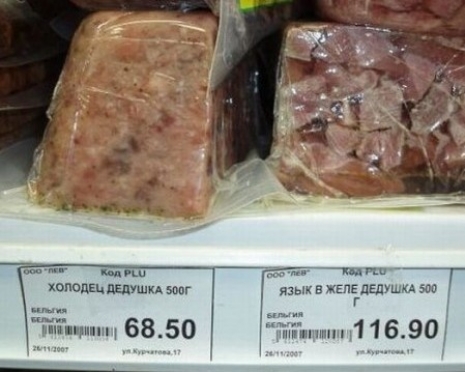 ООО "ЛЕВ" Код PLU
ХОЛОДЕЦ ДЕДУШКА 500Г
БЕЛЬГИЯ
БЕЛЬГИЯ
68.50
26/11/2007 ул.Курчатова,17
ООО "ЛЕВ" Код PLU
ЯЗЫК В ЖЕЛЕ ДЕДУШКА 500
Г
БЕЛЬГИЯ
БЕЛЬГИЯ
116.90
26/11/2007 ул.Курчатова,17